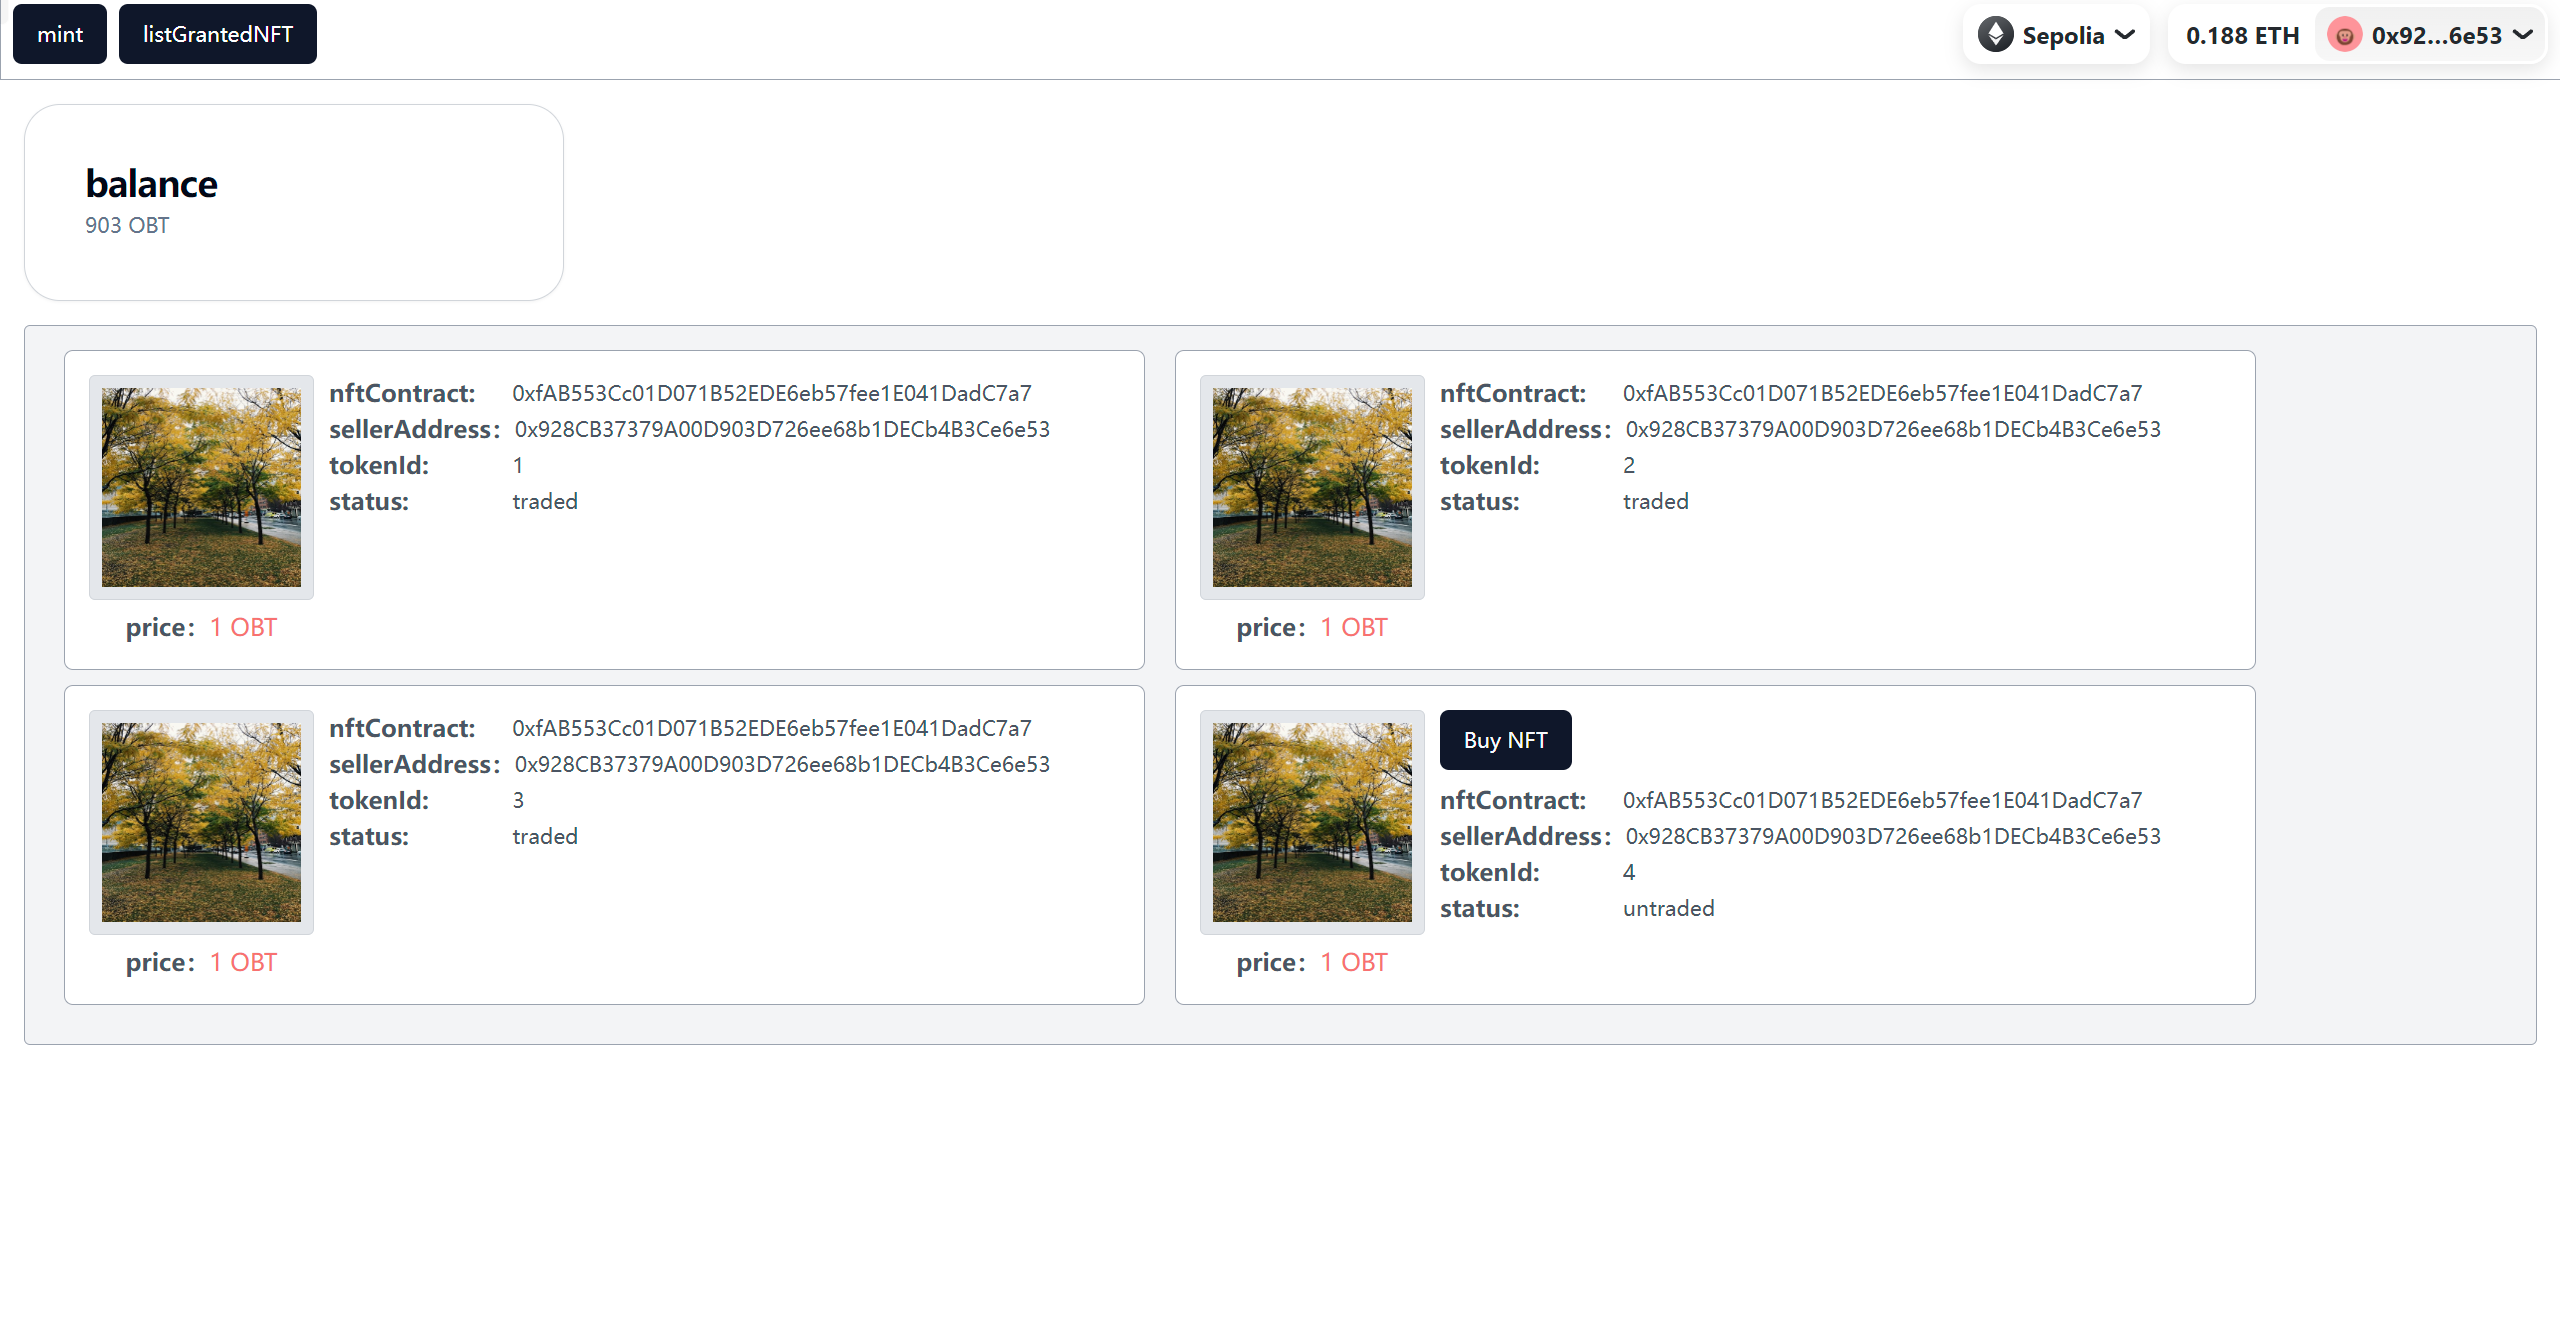 mint listGrantedNFT Sepolia 0.188 ETH 0x92...6e53
balance
903 OBT
nftContract: 0xfAB553Cc01D071B52EDE6eb57fee1E041DadC7a7
sellerAddress: 0x928CB37379A00D903D726ee68b1DECb4B3Ce6e53
tokenId: 1
status: traded
price: 1 OBT
nftContract: 0xfAB553Cc01D071B52EDE6eb57fee1E041DadC7a7
sellerAddress: 0x928CB37379A00D903D726ee68b1DECb4B3Ce6e53
tokenId: 2
status: traded
price: 1 OBT
nftContract: 0xfAB553Cc01D071B52EDE6eb57fee1E041DadC7a7
sellerAddress: 0x928CB37379A00D903D726ee68b1DECb4B3Ce6e53
tokenId: 3
status: traded
price: 1 OBT
Buy NFT
nftContract: 0xfAB553Cc01D071B52EDE6eb57fee1E041DadC7a7
sellerAddress: 0x928CB37379A00D903D726ee68b1DECb4B3Ce6e53
tokenId: 4
status: untraded
price: 1 OBT